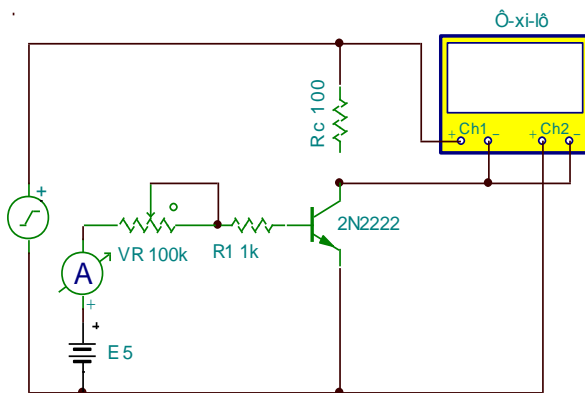 Ô-xi-lô
Rc 100
+ Ch1 − + Ch2 −
+
2N2222
VR 100k
R1 1k
A
+
+
E 5